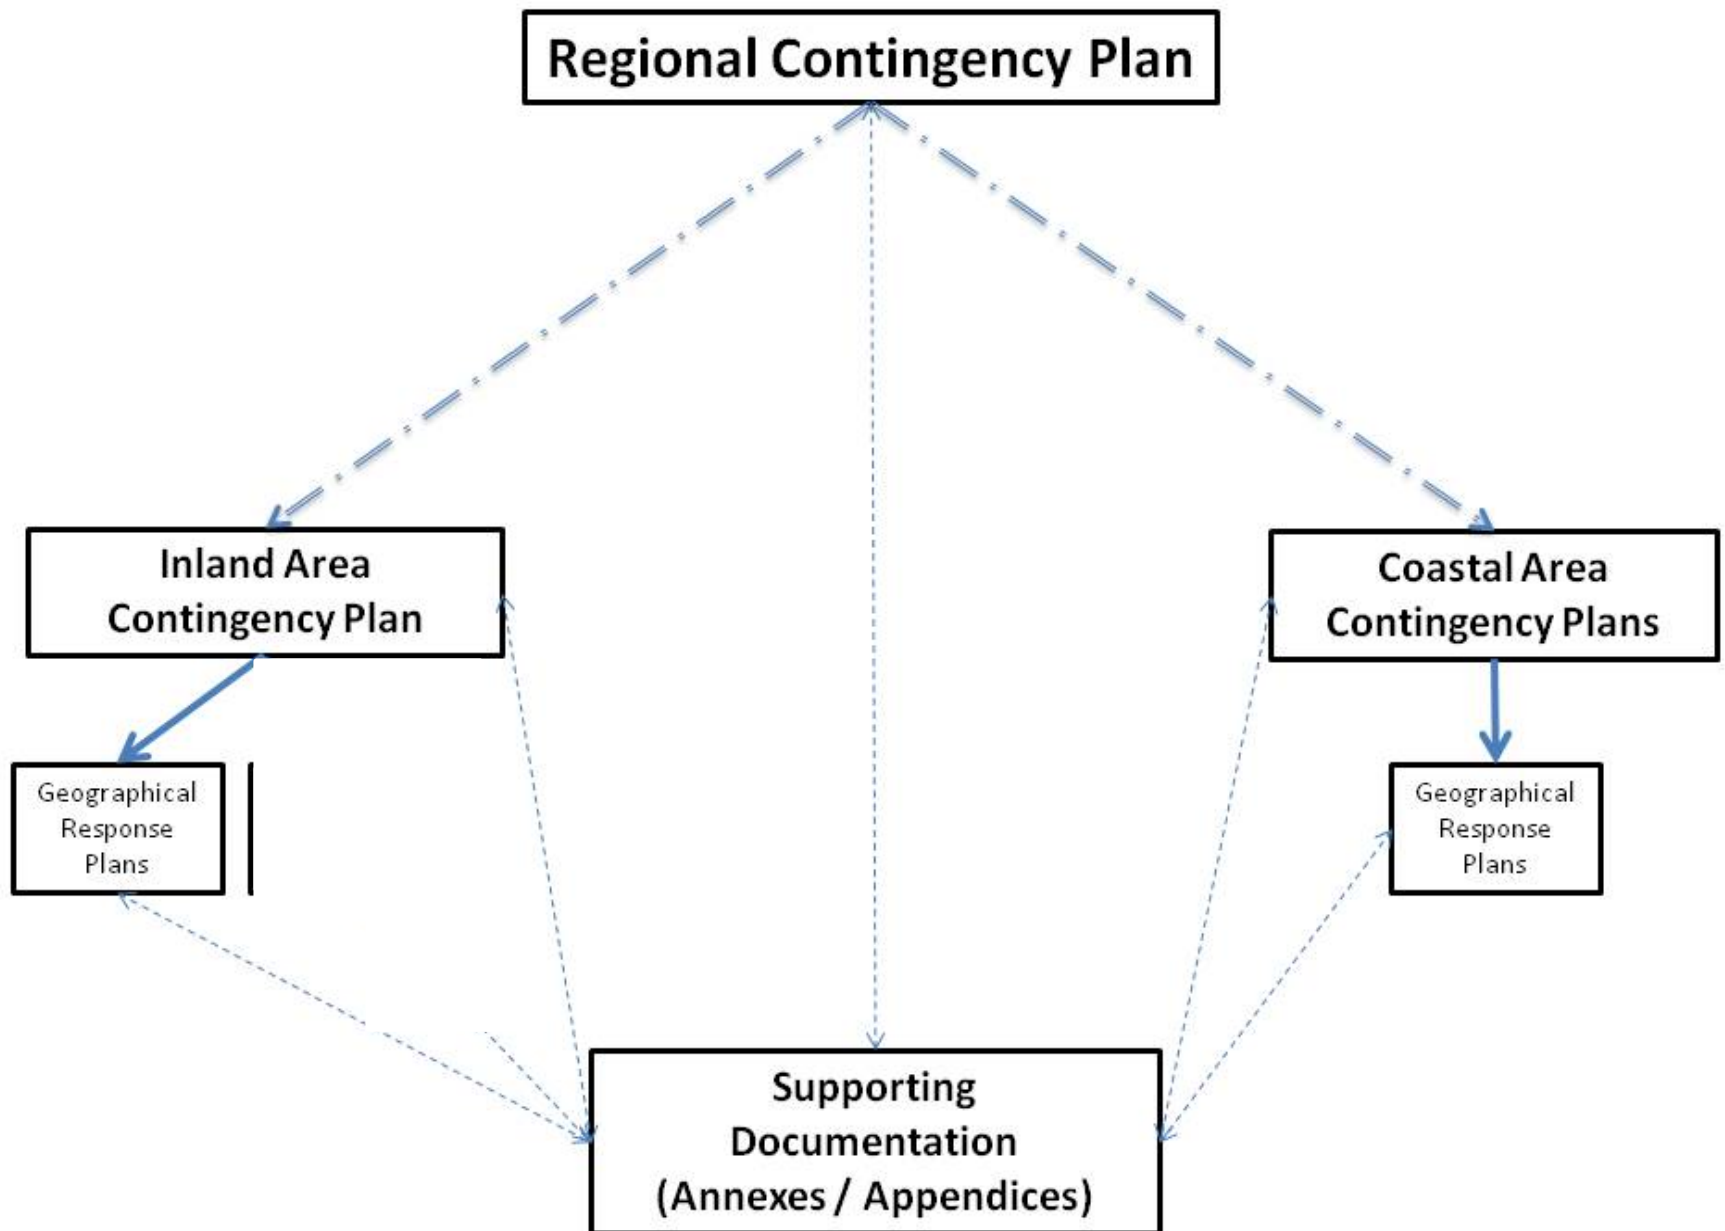 Regional Contingency Plan
Inland Area
Contingency Plan
Coastal Area
Contingency Plans
Geographical
Response
Plans
Geographical
Response
Plans
Supporting
Documentation
(Annexes / Appendices)